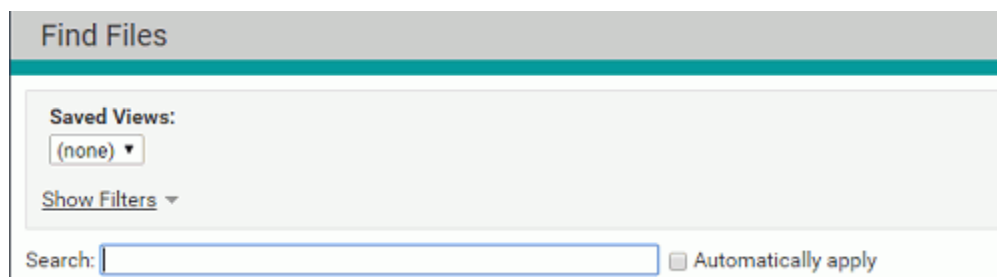 Find Files
Saved Views:
(none)
Show Filters
Search: Automatically apply